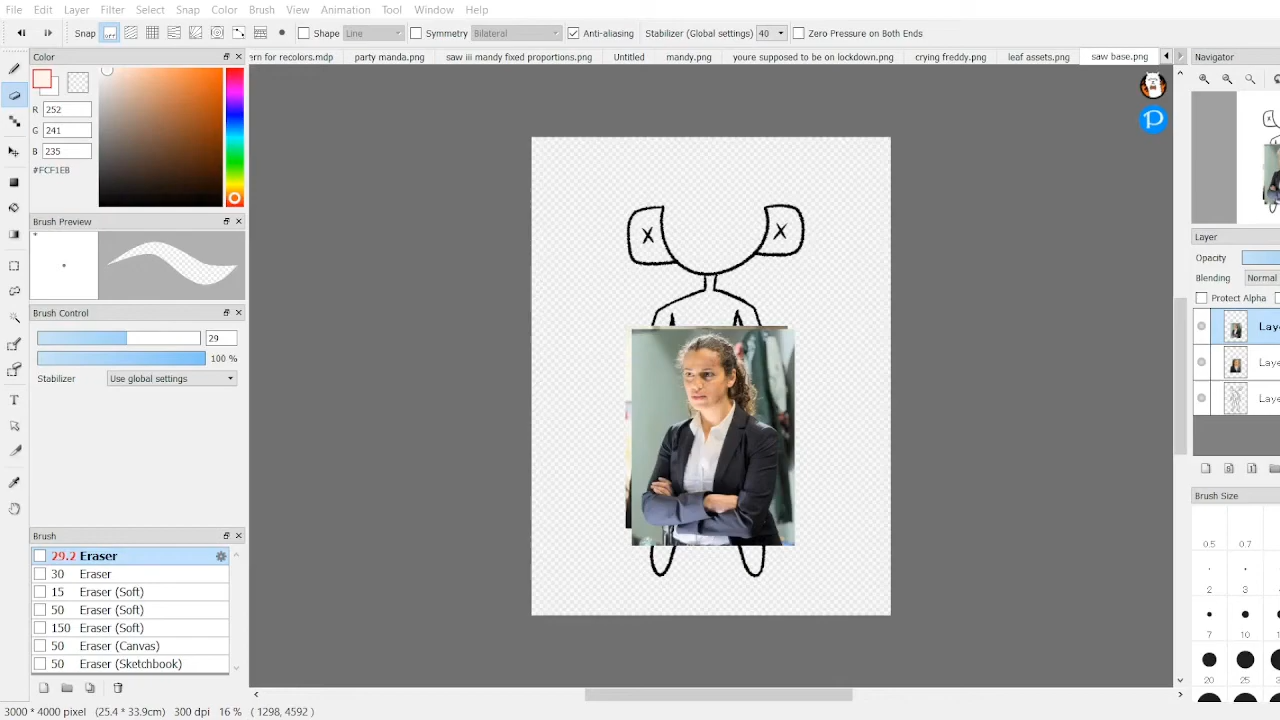 File Edit Layer Filter Select Snap Color Brush View Animation Tool Window Help
Snap Shape Line Symmetry Bilateral Anti-aliasing Stabilizer (Global settings) 40 Zero Pressure on Both Ends
Color
ern for recolors.mdp party manda.png saw iii mandy fixed proportions.png Untitled mandy.png youre supposed to be on lockdown.png crying freddy.png leaf assets.png saw base.png
Navigator
R 252
G 241
B 235
#FCF1EB
Brush Preview
Brush Control
29
100 %
Stabilizer Use global settings
Layer
Opacity
Blending Normal
Protect Alpha
Laye
Laye
Laye
X X
P
Brush
29.2 Eraser
30 Eraser
15 Eraser (Soft)
50 Eraser (Soft)
150 Eraser (Soft)
50 Eraser (Canvas)
50 Eraser (Sketchbook)
Brush Size
0.5 0.7
2 3
7 10
20 25
3000 * 4000 pixel (25.4 * 33.9cm) 300 dpi 16 % ( 1298, 4592 )